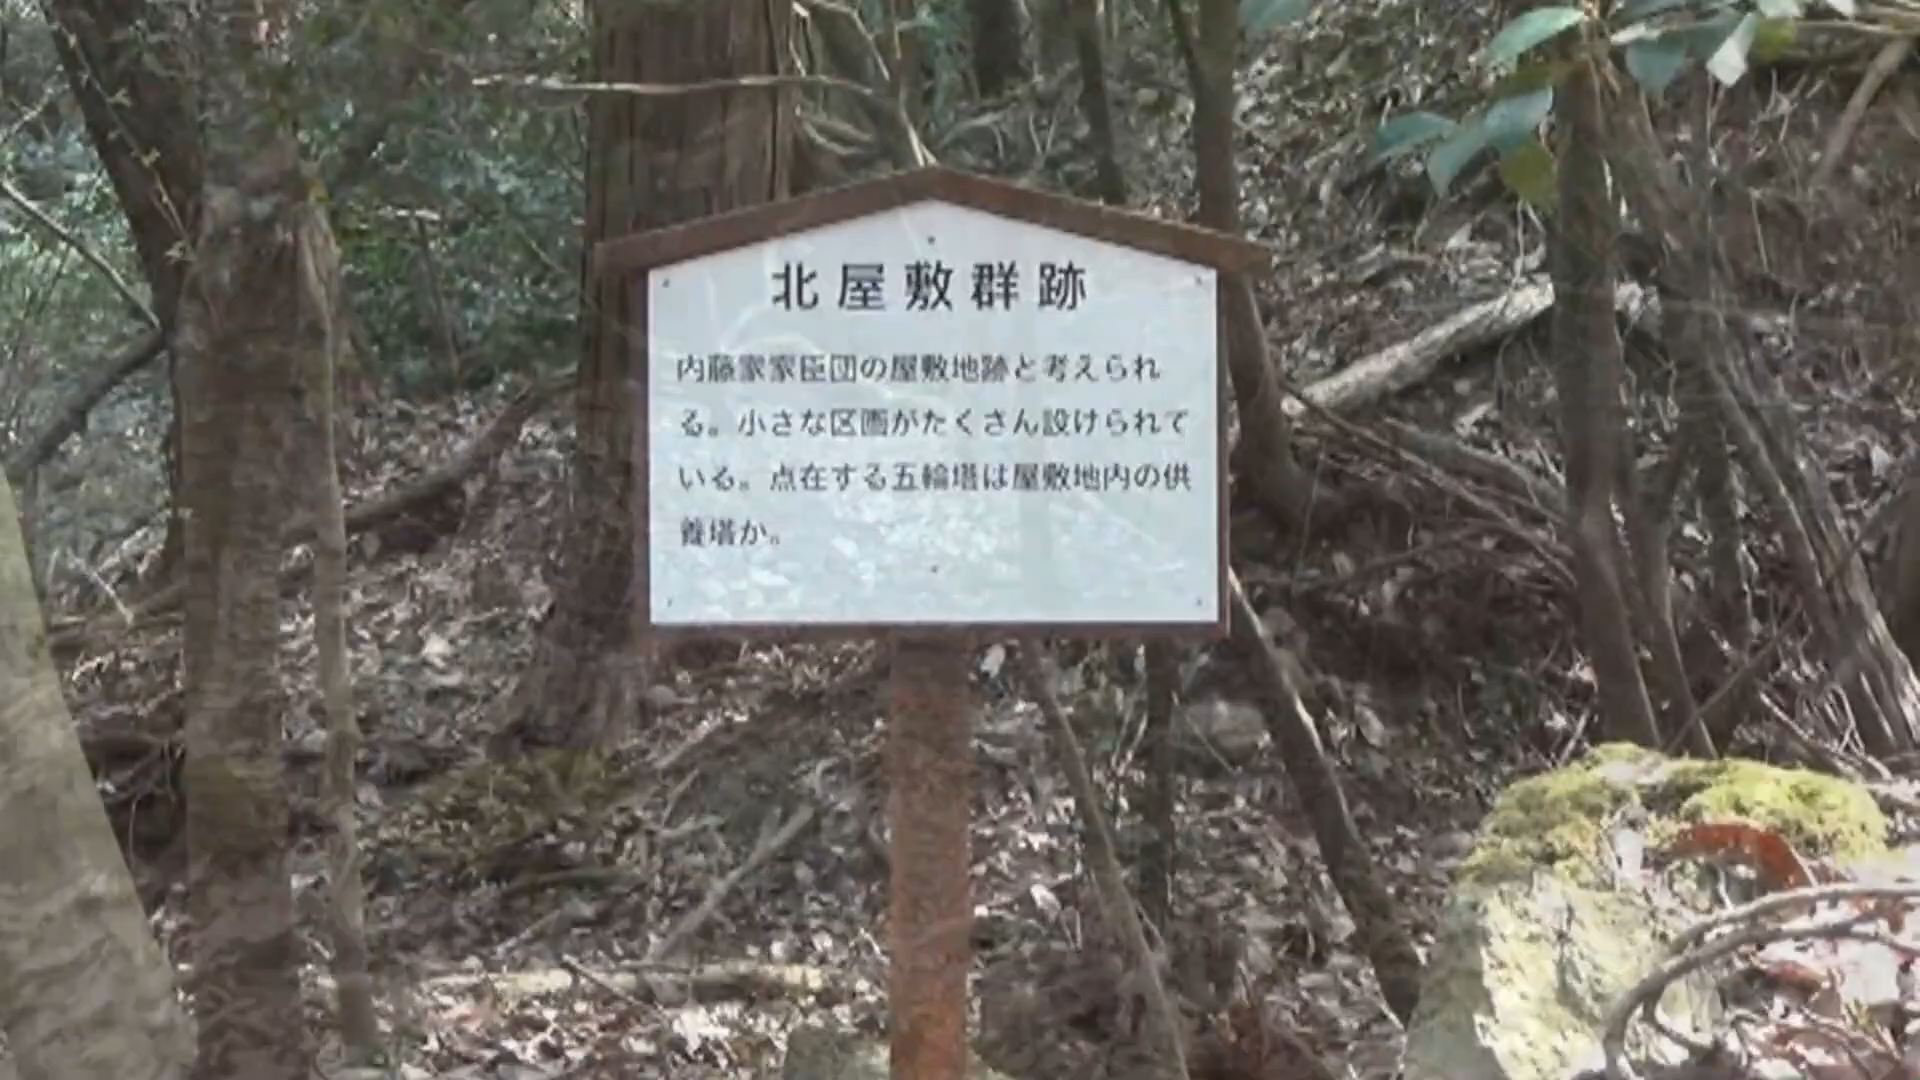 北屋敷群跡
内藤家家臣団の屋敷地跡と考えられ
る。小さな区画がたくさん設けられて
いる。点在する五輪塔は屋敷地内の供
養塔か。